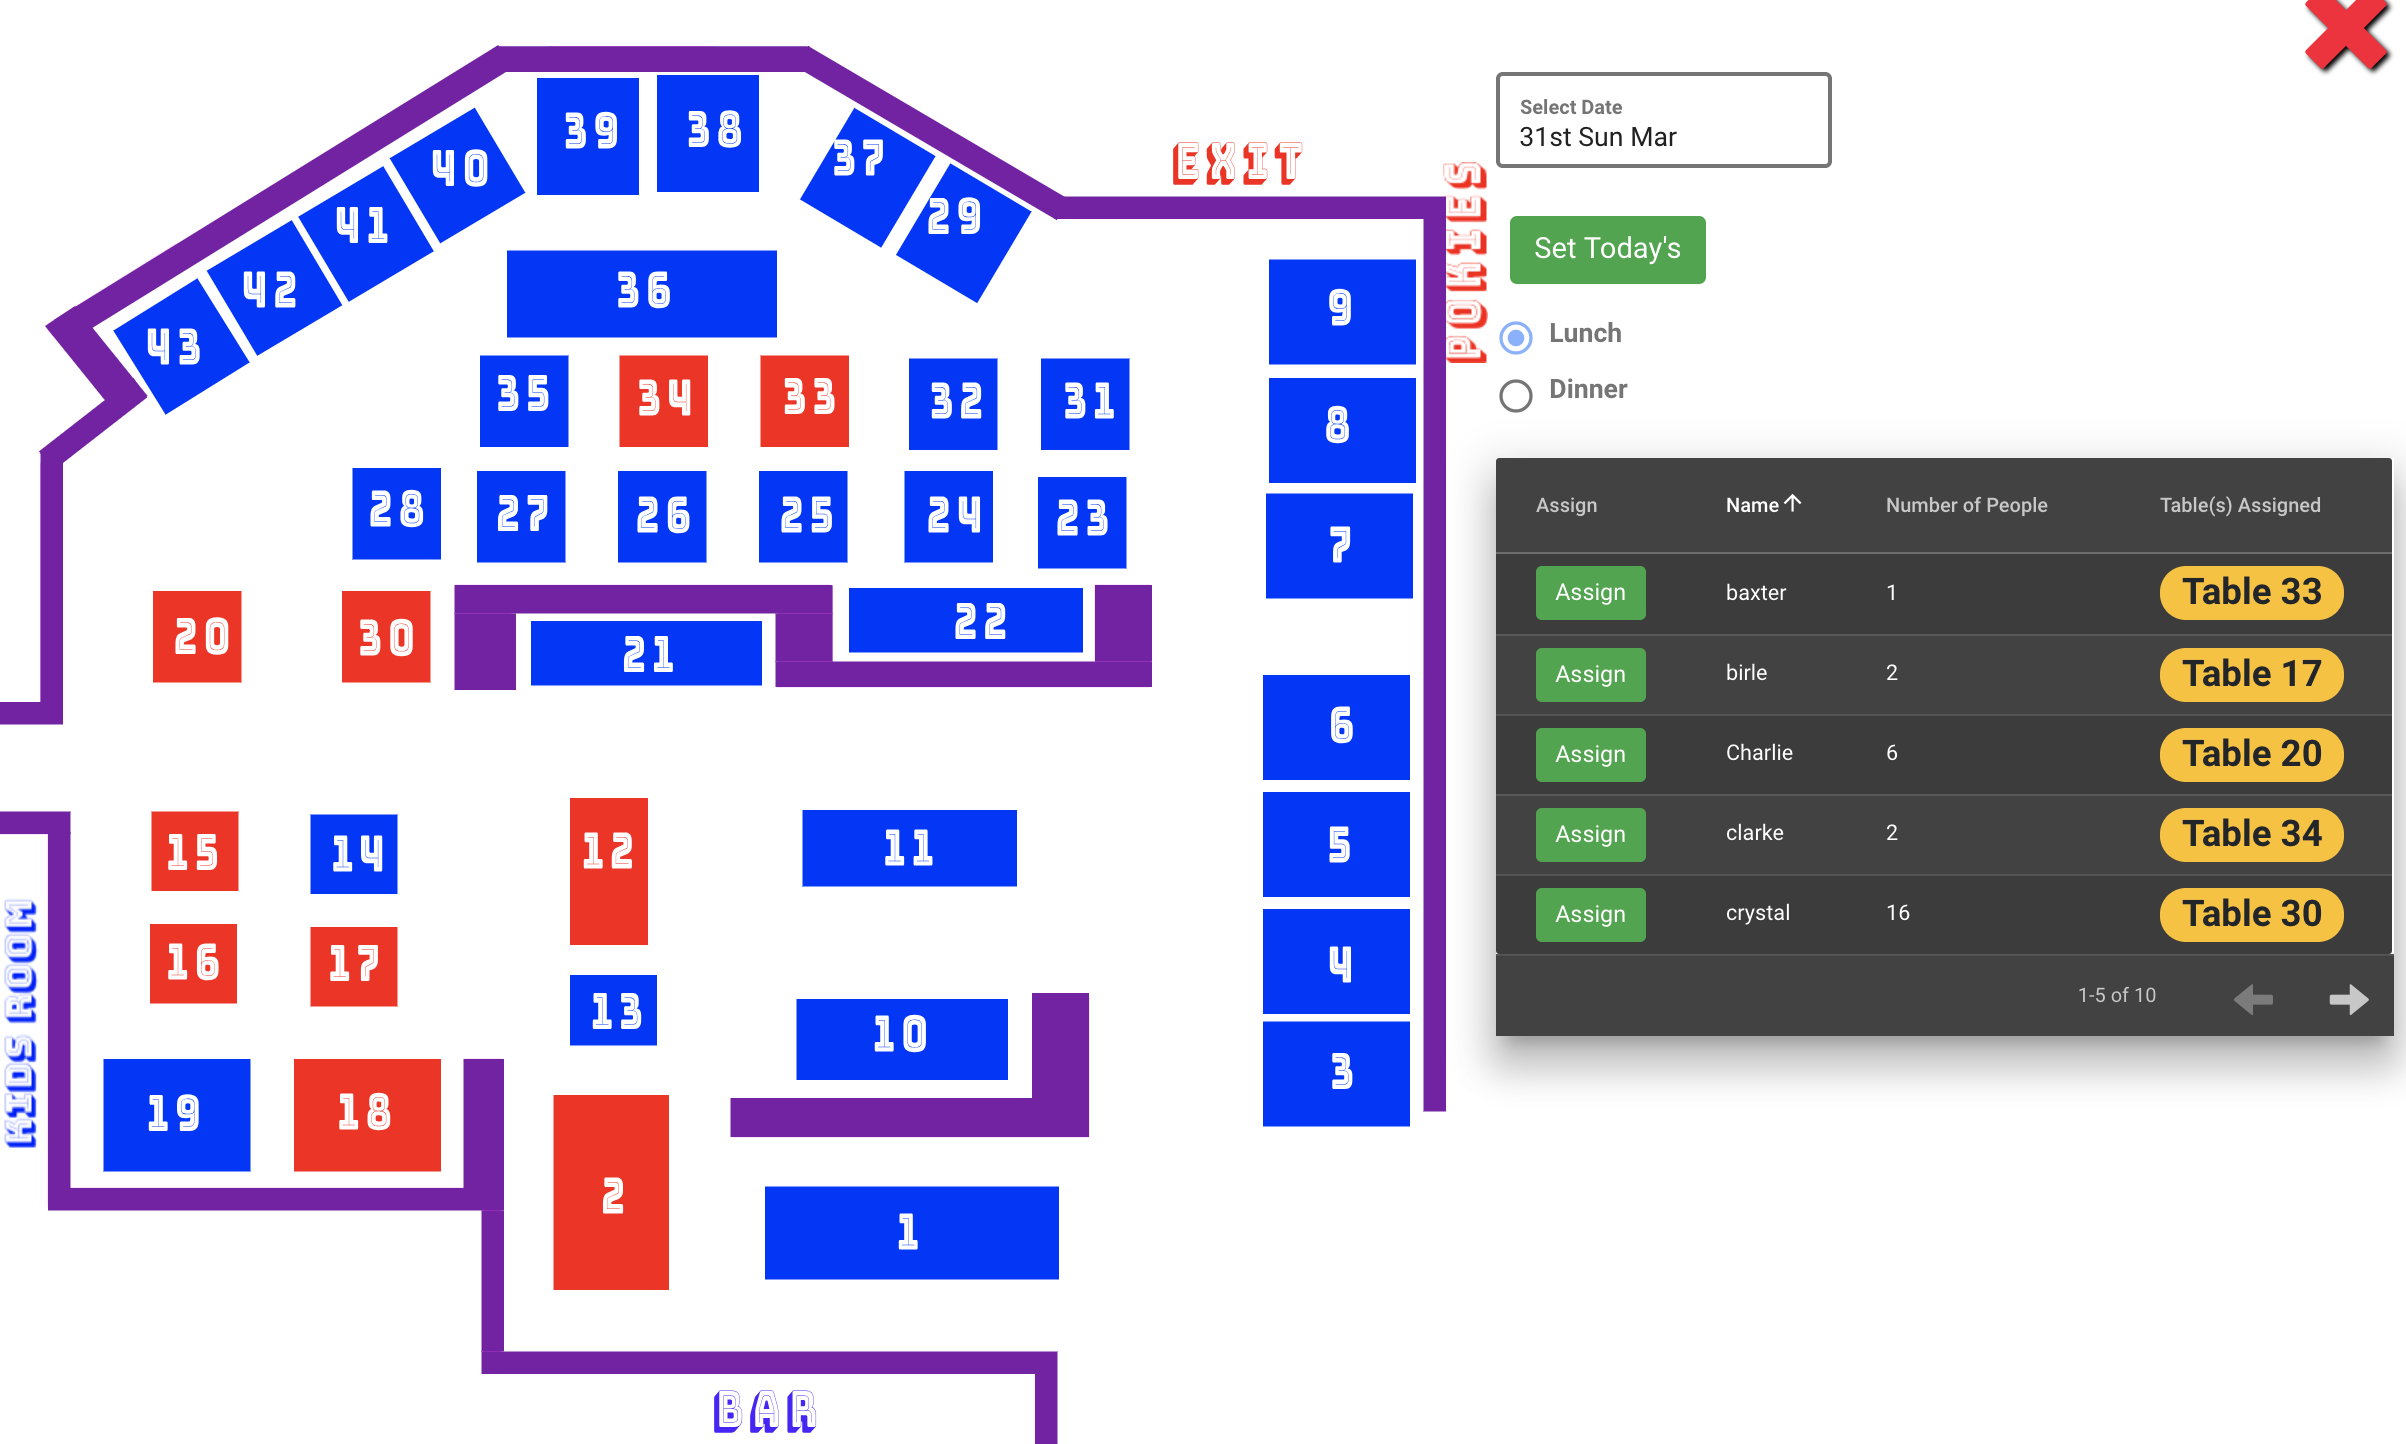 39
38
40
37
41
29
42
43
36
EXIT
POKIES
9
8
7
35
34
33
32
31
28
27
26
25
24
23
20
30
21
22
6
5
4
3
15
14
12
11
16
17
13
10
KIDS ROOM
19
18
2
1
BAR
Select Date
31st Sun Mar
Set Today's
Lunch
Dinner
Assign Name Number of People Table(s) Assigned
Assign baxter 1 Table 33
Assign birle 2 Table 17
Assign Charlie 6 Table 20
Assign clarke 2 Table 34
Assign crystal 16 Table 30
1-5 of 10